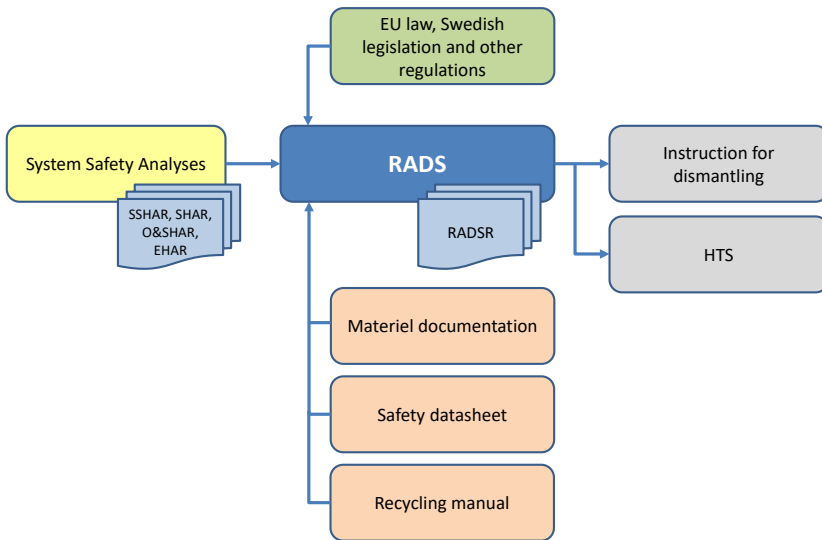 EU law, Swedish
legislation and other
regulations
System Safety Analyses
RADS
Instruction for
dismantling
SSHAR, SHAR,
O&SHAR,
EHAR
RADSR
HTS
Materiel documentation
Safety datasheet
Recycling manual